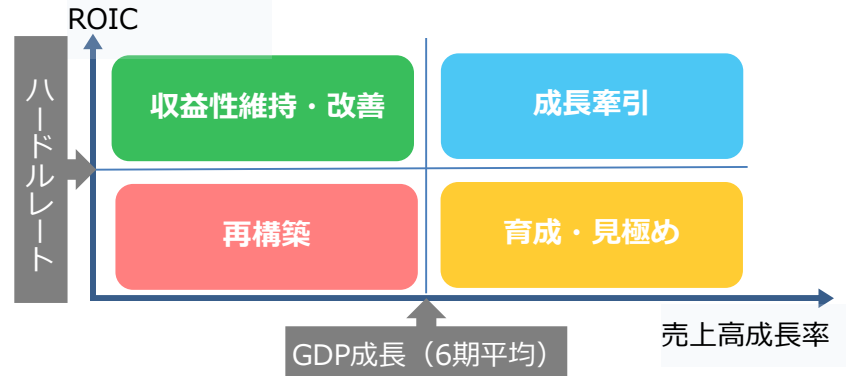 ROIC
ハードルレート
収益性維持・改善
成長牽引
再構築
育成・見極め
売上高成長率
GDP成長（6期平均）